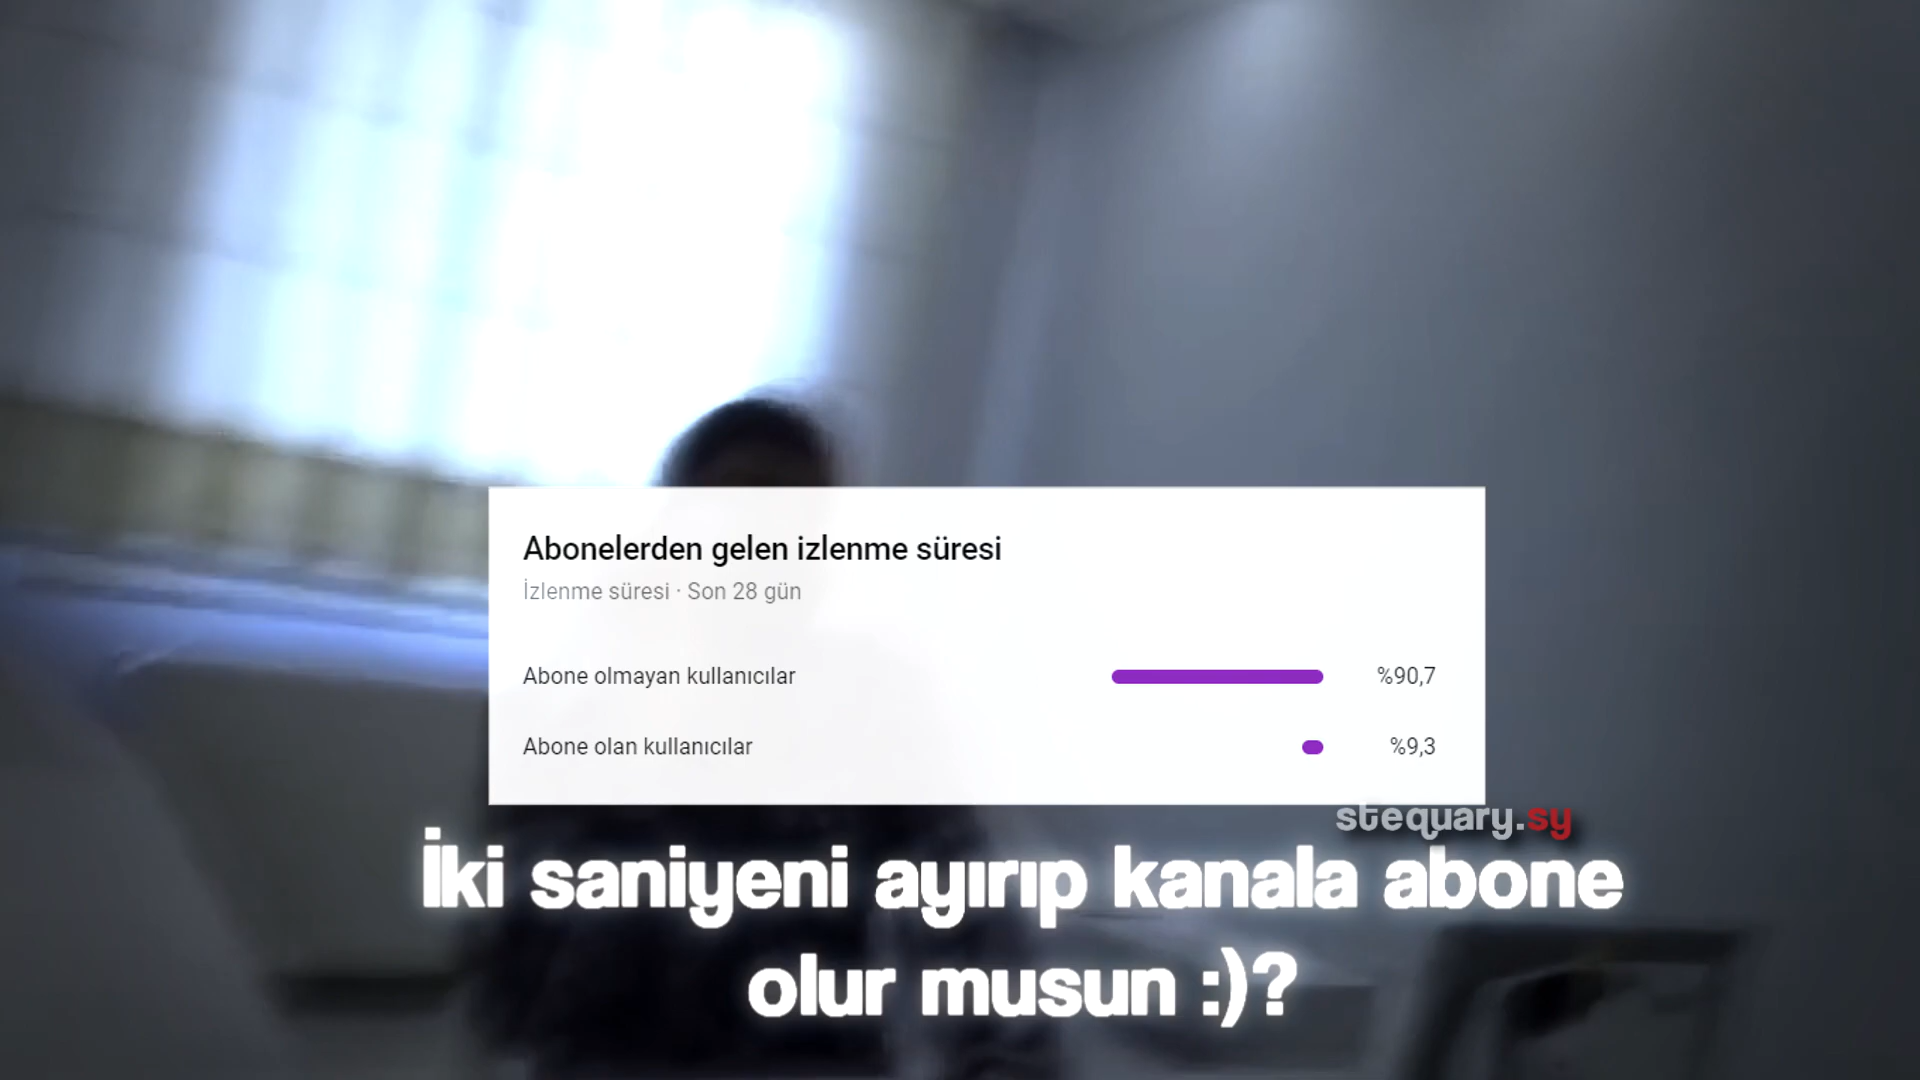 Abonelerden gelen izlenme süresi
İzlenme süresi · Son 28 gün
Abone olmayan kullanıcılar %90,7
Abone olan kullanıcılar %9,3
stequary.sy
İki saniyeni ayırıp kanala abone
olur musun :)?